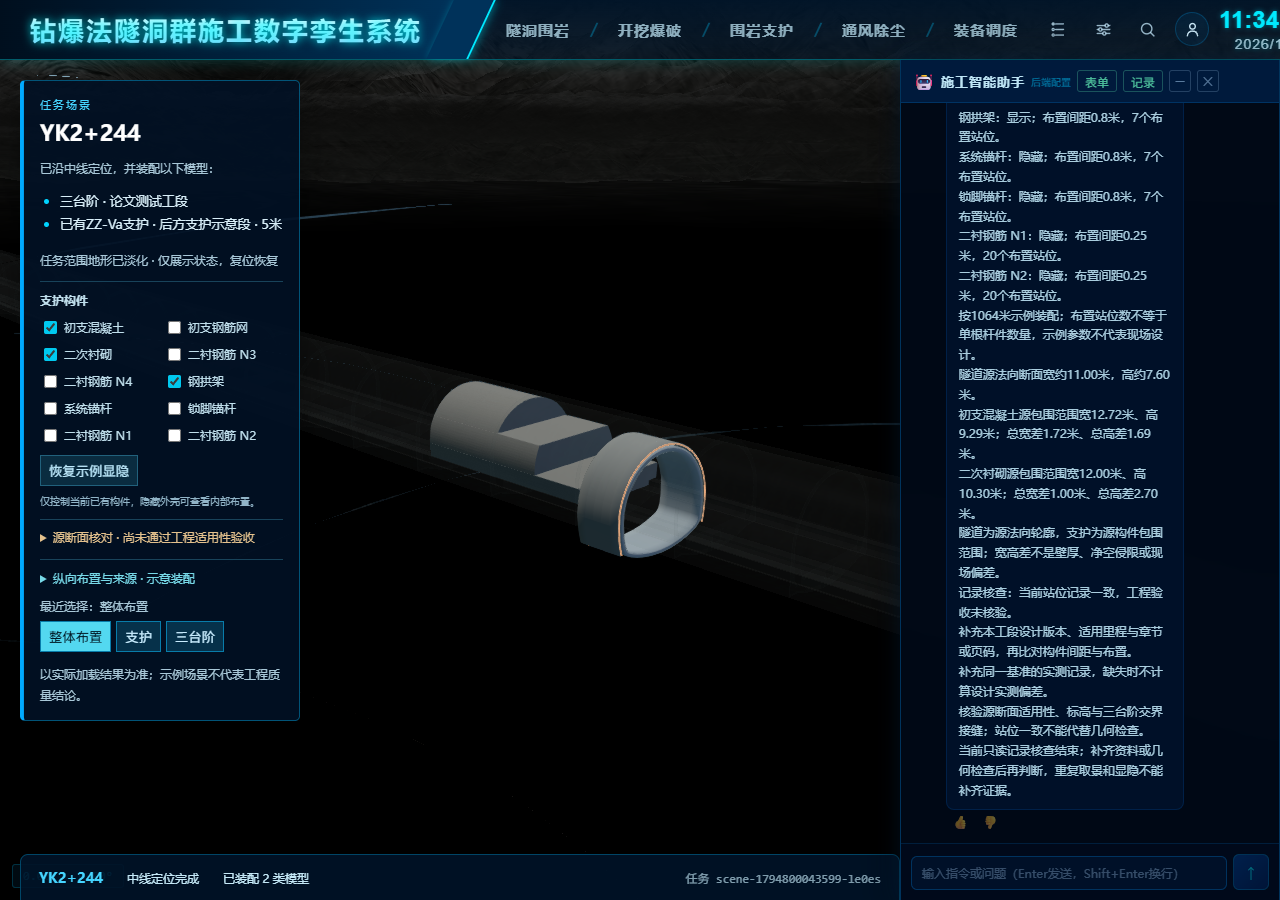 钻爆法隧洞群施工数字孪生系统
隧洞围岩 / 开挖爆破 / 围岩支护 / 通风除尘 / 装备调度
11:34
2026/1
任务场景
YK2+244
已沿中线定位，并装配以下模型：
三台阶 · 论文测试工段
已有ZZ-Va支护 · 后方支护示意段 · 5米
任务范围地形已淡化 · 仅展示状态，复位恢复
支护构件
初支混凝土 初支钢筋网
二次衬砌 二衬钢筋 N3
二衬钢筋 N4 钢拱架
系统锚杆 锁脚锚杆
二衬钢筋 N1 二衬钢筋 N2
恢复示例显隐
仅控制当前已有构件，隐藏外壳可查看内部布置。
源断面核对 · 尚未通过工程适用性验收
纵向布置与来源 · 示意装配
最近选择：整体布置
整体布置 支护 三台阶
以实际加载结果为准；示例场景不代表工程质
量结论。
施工智能助手 后端配置 表单 记录
钢拱架：显示；布置间距0.8米，7个布
置站位。
系统锚杆：隐藏；布置间距0.8米，7个
布置站位。
锁脚锚杆：隐藏；布置间距0.8米，7个
布置站位。
二衬钢筋 N1：隐藏；布置间距0.25
米，20个布置站位。
二衬钢筋 N2：隐藏；布置间距0.25
米，20个布置站位。
按1064米示例装配；布置站位数不等于
单根杆件数量，示例参数不代表现场设
计。
隧道源法向断面宽约11.00米，高约7.60
米。
初支混凝土源包围范围宽12.72米、高
9.29米；总宽差1.72米、总高差1.69
米。
二次衬砌源包围范围宽12.00米、高
10.30米；总宽差1.00米、总高差2.70
米。
隧道为源法向轮廓，支护为源构件包围
范围；宽高差不是壁厚、净空侵限或现
场偏差。
记录核查：当前站位记录一致，工程验
收未核验。
补充本工段设计版本、适用里程与章节
或页码，再比对构件间距与布置。
补充同一基准的实测记录，缺失时不计
算设计实测偏差。
核验源断面适用性、标高与三台阶交界
接缝；站位一致不能代替几何检查。
当前只读记录核查结束；补齐资料或几
何检查后再判断，重复取景和显隐不能
补齐证据。
输入指令或问题（Enter发送，Shift+Enter换行）
YK2+244 中线定位完成 已装配 2 类模型 任务 scene-1794800043599-1e0es